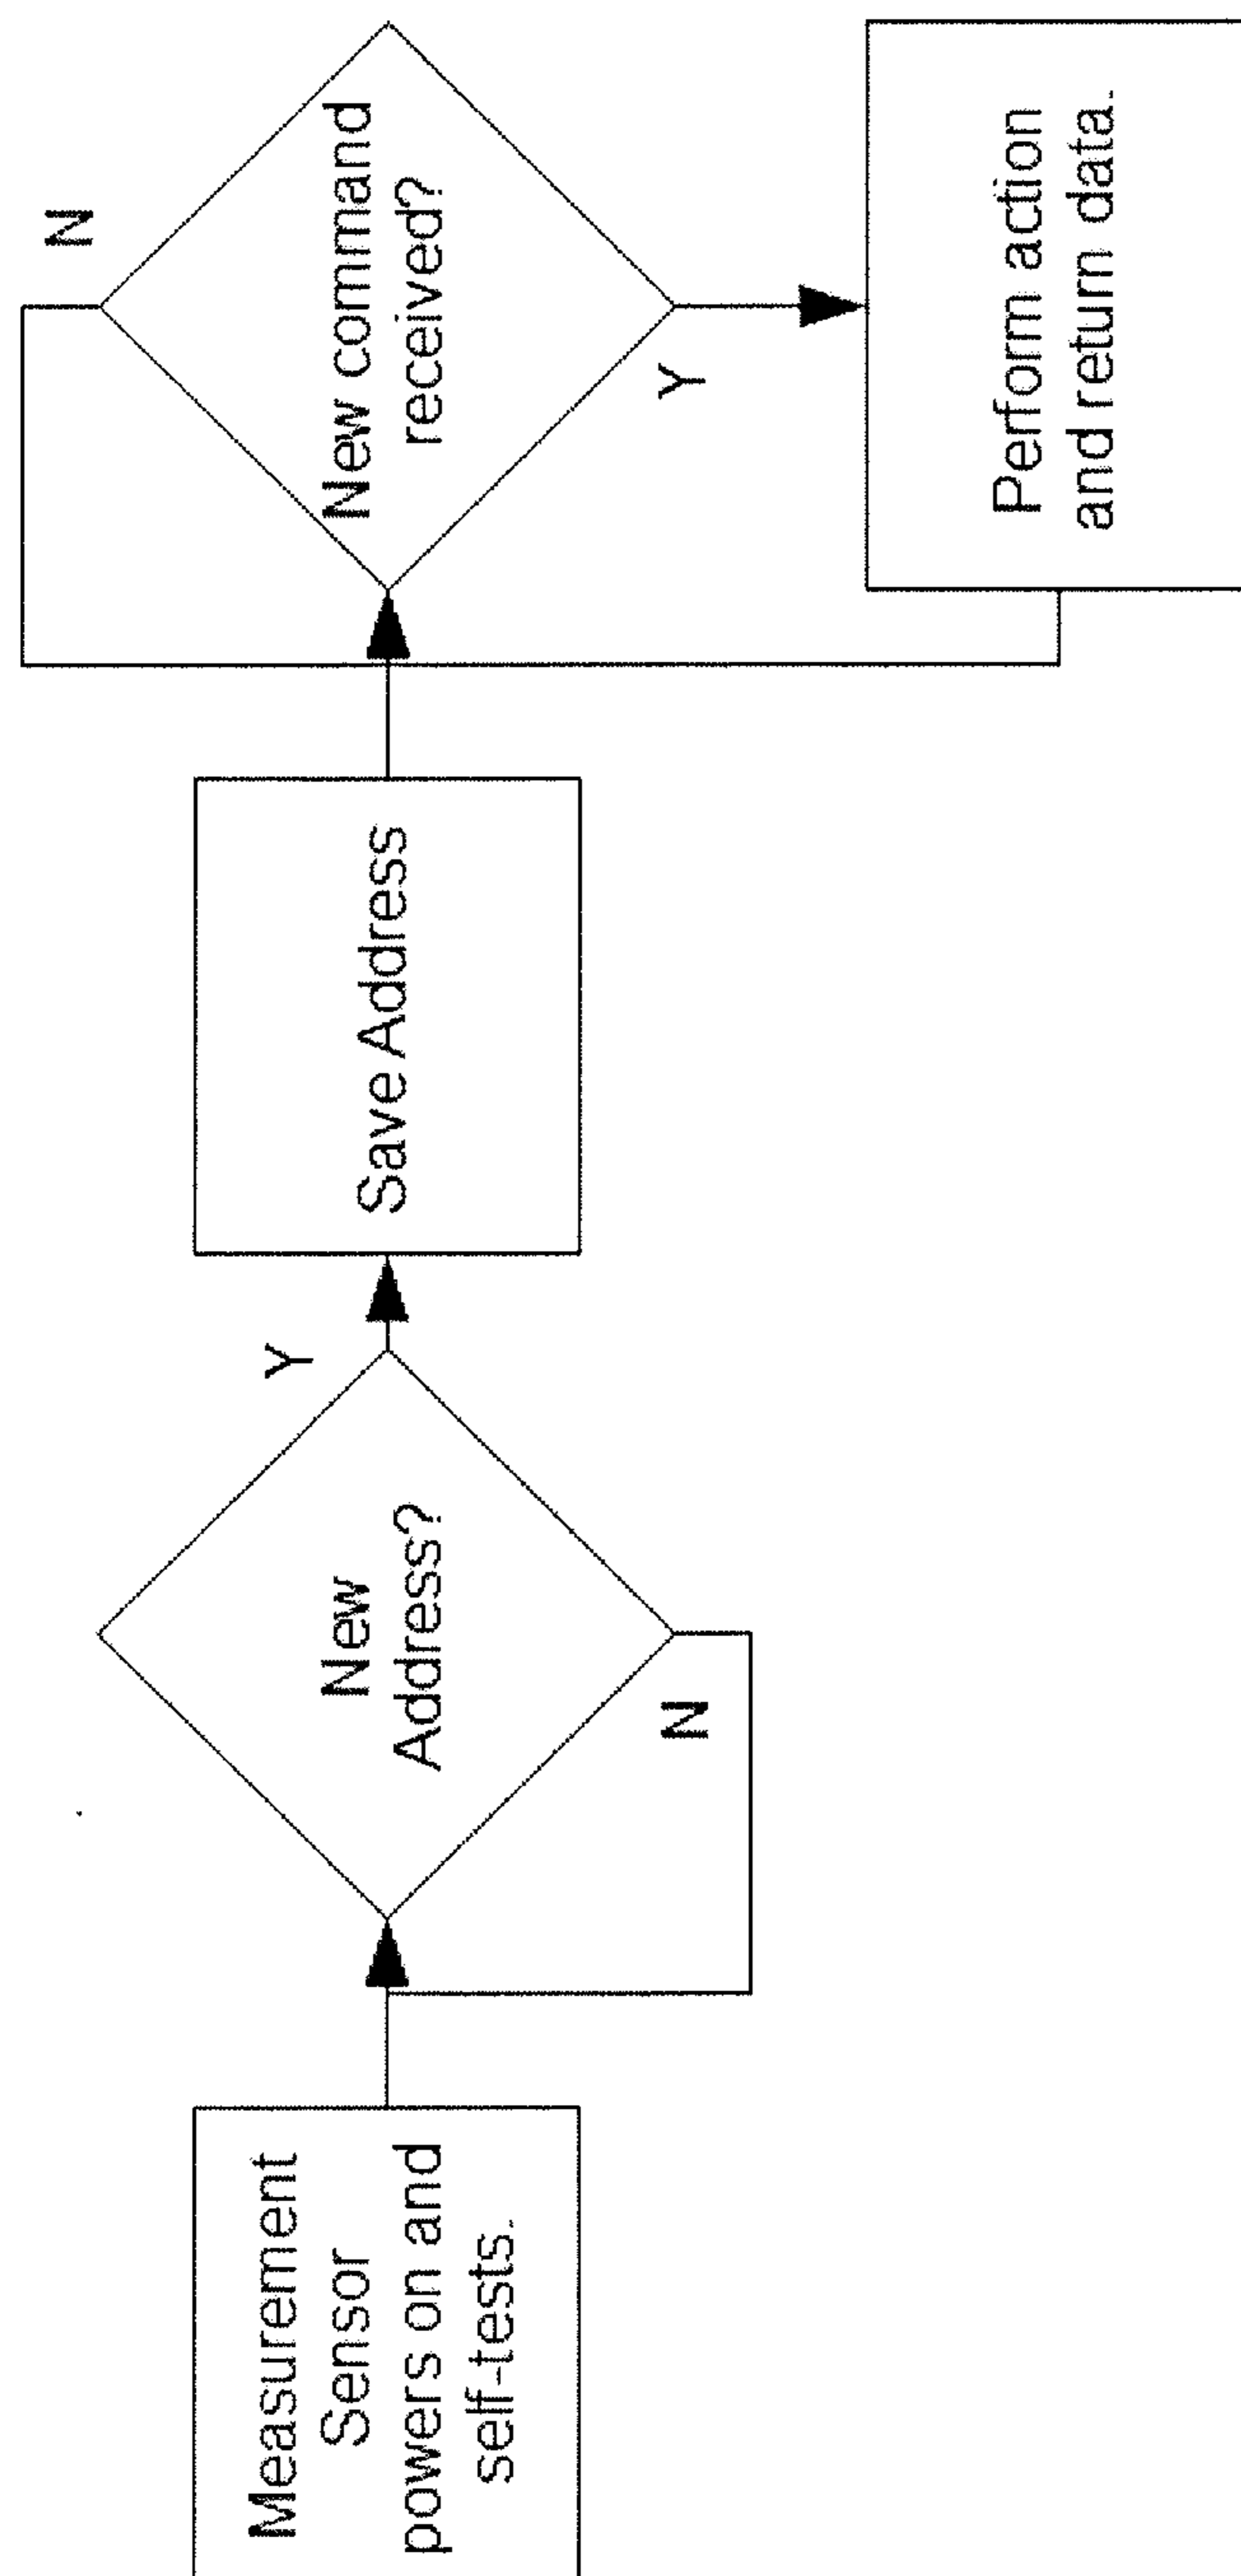 Measurement
Sensor
powers on and
self-tests.
New
Address?
Y
N
Save Address
New command
received?
N
Y
Perform action
and return data.